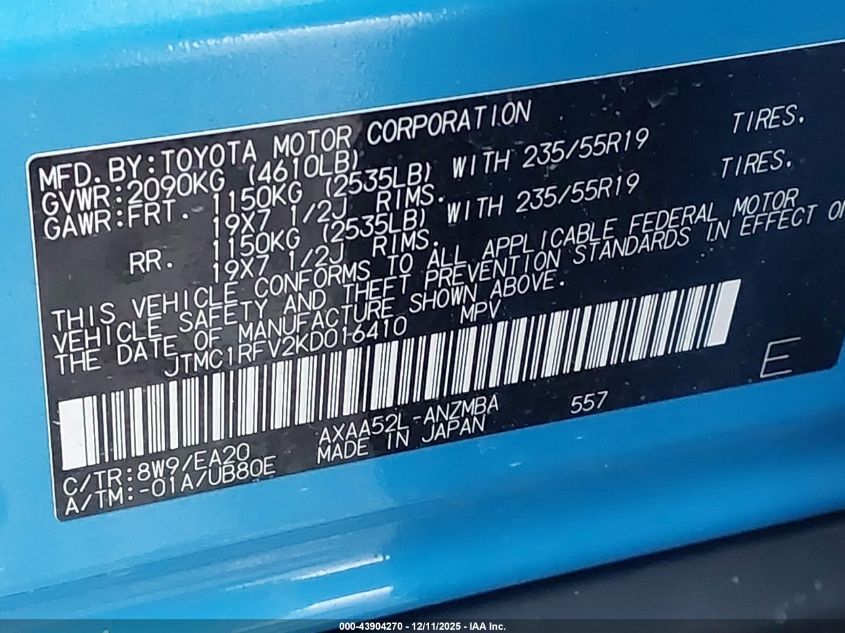 MFD. BY: TOYOTA MOTOR CORPORATION
GVWR: 2090KG (4610LB)
GAWR: FRT. 1150KG (2535LB) WITH 235/55R19 TIRES.
19X7 1/2J RIMS.
RR. 1150KG (2535LB) WITH 235/55R19 TIRES.
19X7 1/2J RIMS.
THIS VEHICLE CONFORMS TO ALL APPLICABLE FEDERAL MOTOR
VEHICLE SAFETY AND THEFT PREVENTION STANDARDS IN EFFECT ON
THE DATE OF MANUFACTURE SHOWN ABOVE.
JTMC1RFV2KD016410 MPV
AXAA52L-ANZMBA 557 E
C/TR: 8W9/EA20 MADE IN JAPAN
A/TM: -01A/UB80E
000-43904270 - 12/11/2025 - IAA Inc.